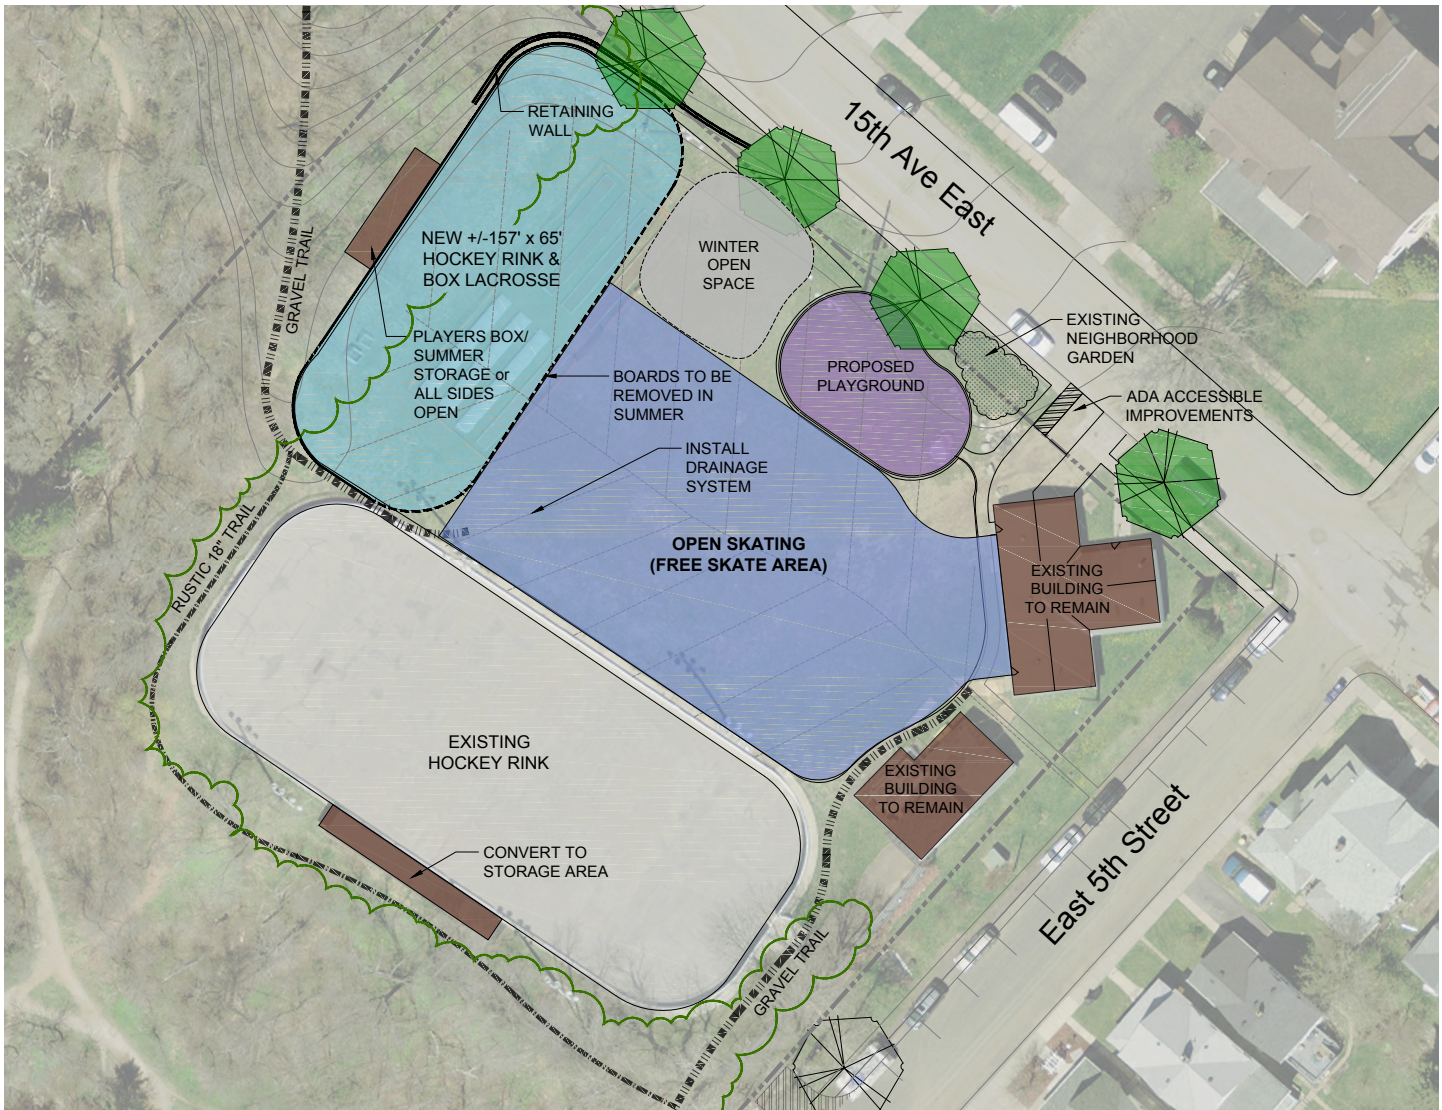 RETAINING
WALL
15th Ave East
NEW +/-157' x 65'
HOCKEY RINK &
BOX LACROSSE
WINTER
OPEN
SPACE
GRAVEL TRAIL
PLAYERS BOX/
SUMMER
STORAGE or
ALL SIDES
OPEN
BOARDS TO BE
REMOVED IN
SUMMER
PROPOSED
PLAYGROUND
EXISTING
NEIGHBORHOOD
GARDEN
ADA ACCESSIBLE
IMPROVEMENTS
INSTALL
DRAINAGE
SYSTEM
RUSTIC 18" TRAIL
OPEN SKATING
(FREE SKATE AREA)
EXISTING
BUILDING
TO REMAIN
EXISTING
HOCKEY RINK
EXISTING
BUILDING
TO REMAIN
CONVERT TO
STORAGE AREA
East 5th Street
GRAVEL TRAIL